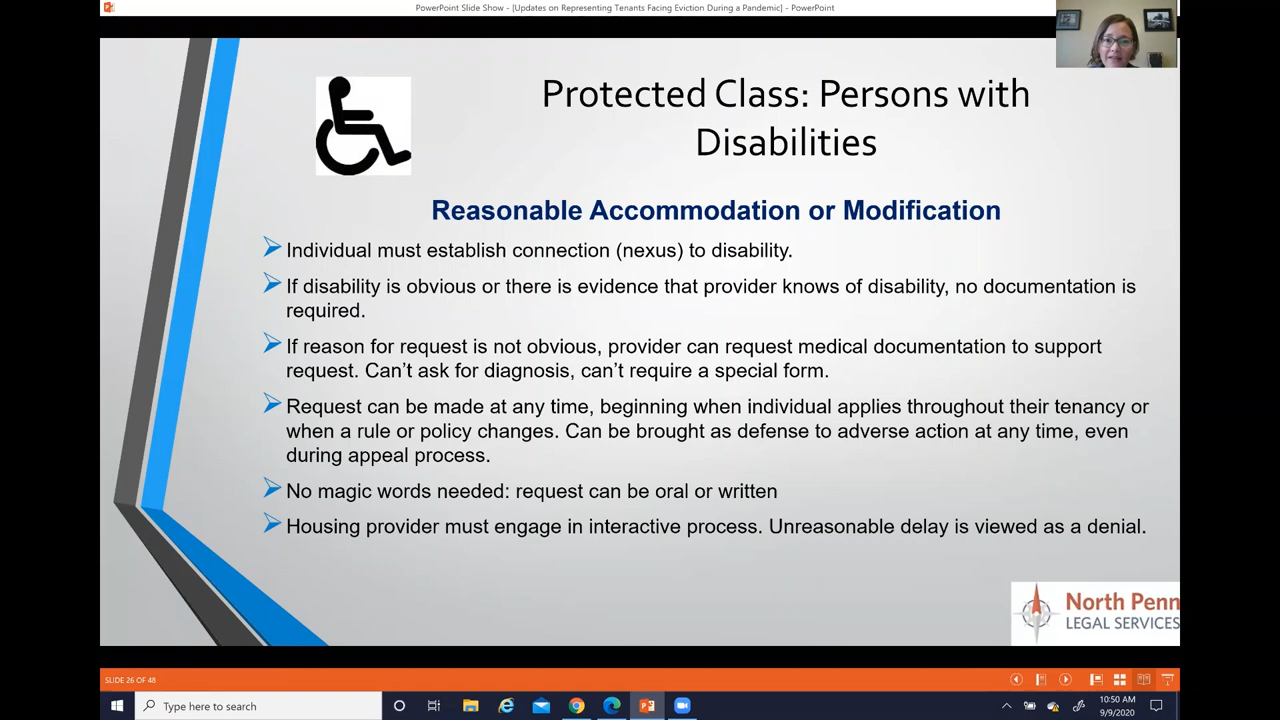 PowerPoint Slide Show - [Updates on Representing Tenants Facing Eviction During a Pandemic] - PowerPoint
Protected Class: Persons with
Disabilities
Reasonable Accommodation or Modification
Individual must establish connection (nexus) to disability.
If disability is obvious or there is evidence that provider knows of disability, no documentation is
required.
If reason for request is not obvious, provider can request medical documentation to support
request. Can't ask for diagnosis, can't require a special form.
Request can be made at any time, beginning when individual applies throughout their tenancy or
when a rule or policy changes. Can be brought as defense to adverse action at any time, even
during appeal process.
No magic words needed: request can be oral or written
Housing provider must engage in interactive process. Unreasonable delay is viewed as a denial.
North Penn
LEGAL SERVICES
SLIDE 26 OF 48
Type here to search
10:50 AM
9/9/2020